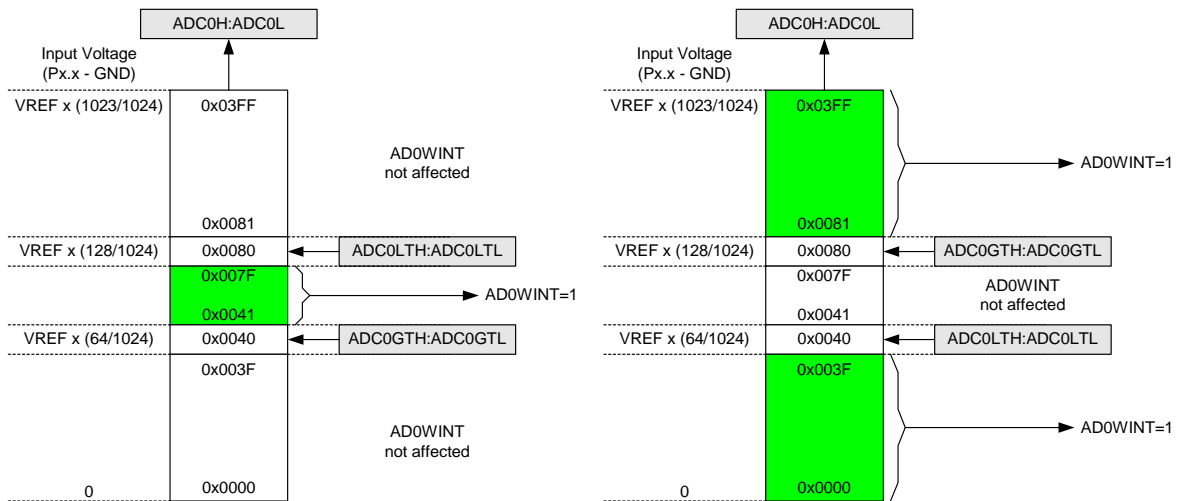 ADC0H:ADC0L
Input Voltage
(Px.x - GND)
VREF x (1023/1024)
0x03FF
AD0WINT
not affected
0x0081
VREF x (128/1024)
0x0080
ADC0LTH:ADC0LTL
0x007F
AD0WINT=1
0x0041
VREF x (64/1024)
0x0040
ADC0GTH:ADC0GTL
0x003F
AD0WINT
not affected
0
0x0000
ADC0H:ADC0L
Input Voltage
(Px.x - GND)
VREF x (1023/1024)
0x03FF
AD0WINT=1
0x0081
VREF x (128/1024)
0x0080
ADC0GTH:ADC0GTL
0x007F
AD0WINT
not affected
0x0041
VREF x (64/1024)
0x0040
ADC0LTH:ADC0LTL
0x003F
AD0WINT=1
0
0x0000